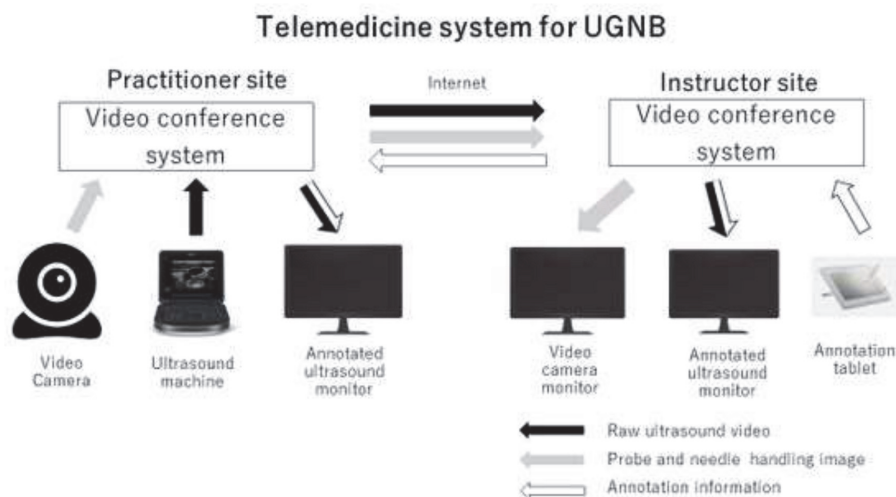 Telemedicine system for UGNB
Practitioner site
Internet
Instructor site
Video conference
system
Video conference
system
Video
Camera
Ultrasound
machine
Annotated
ultrasound
monitor
Video
camera
monitor
Annotated
ultrasound
monitor
Annotation
tablet
Raw ultrasound video
Probe and needle handling image
Annotation information